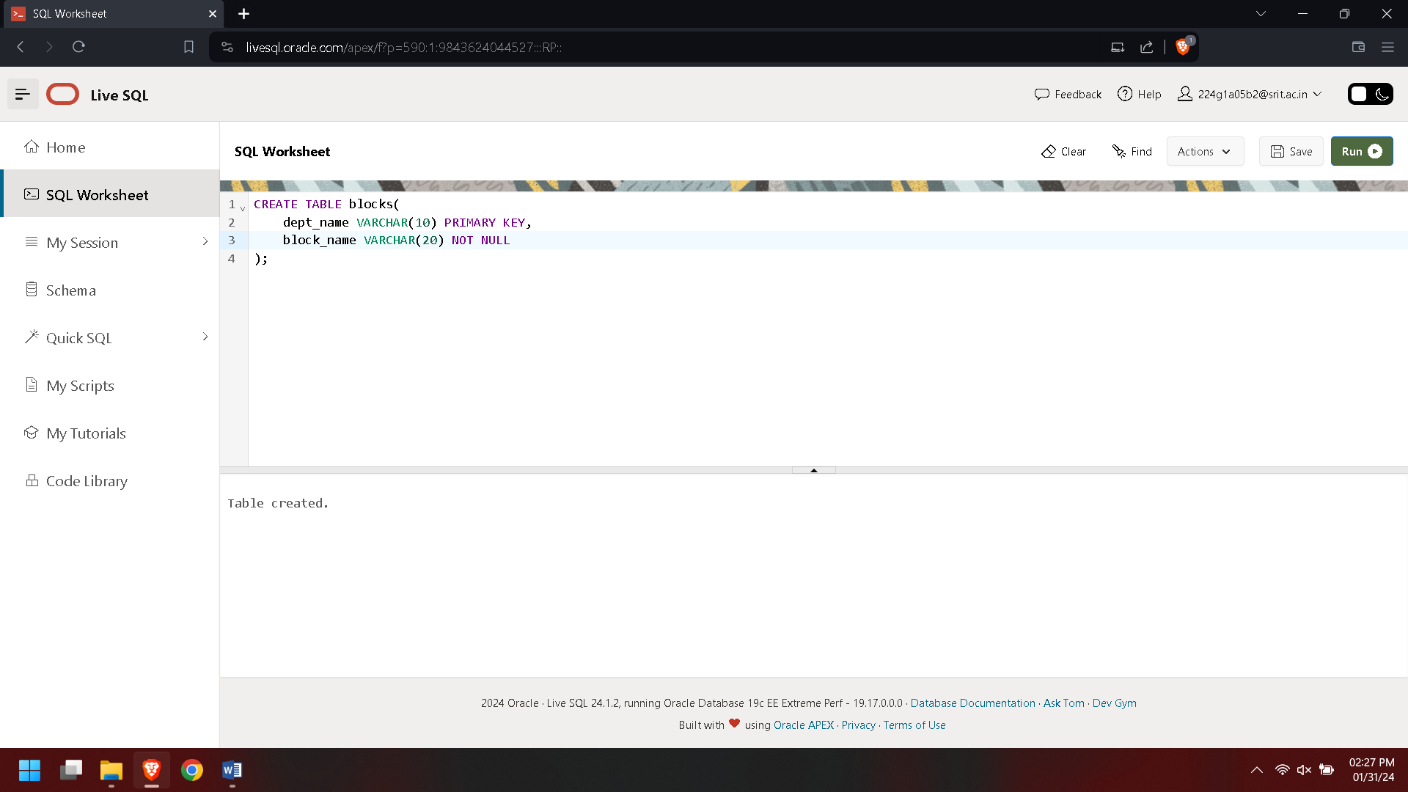 SQL Worksheet
livesql.oracle.com/apex/f?p=590:1:9843624044527:::RP::
1
Live SQL
Feedback
Help
224g1a05b2@srit.ac.in
Home
SQL Worksheet
My Session
Schema
Quick SQL
My Scripts
My Tutorials
Code Library
SQL Worksheet
Clear
Find
Actions
Save
Run
1 CREATE TABLE blocks(
2 dept_name VARCHAR(10) PRIMARY KEY,
3 block_name VARCHAR(20) NOT NULL
4 );
Table created.
2024 Oracle · Live SQL 24.1.2, running Oracle Database 19c EE Extreme Perf - 19.17.0.0.0 · Database Documentation · Ask Tom · Dev Gym
Built with ❤ using Oracle APEX · Privacy · Terms of Use
02:27 PM
01/31/24